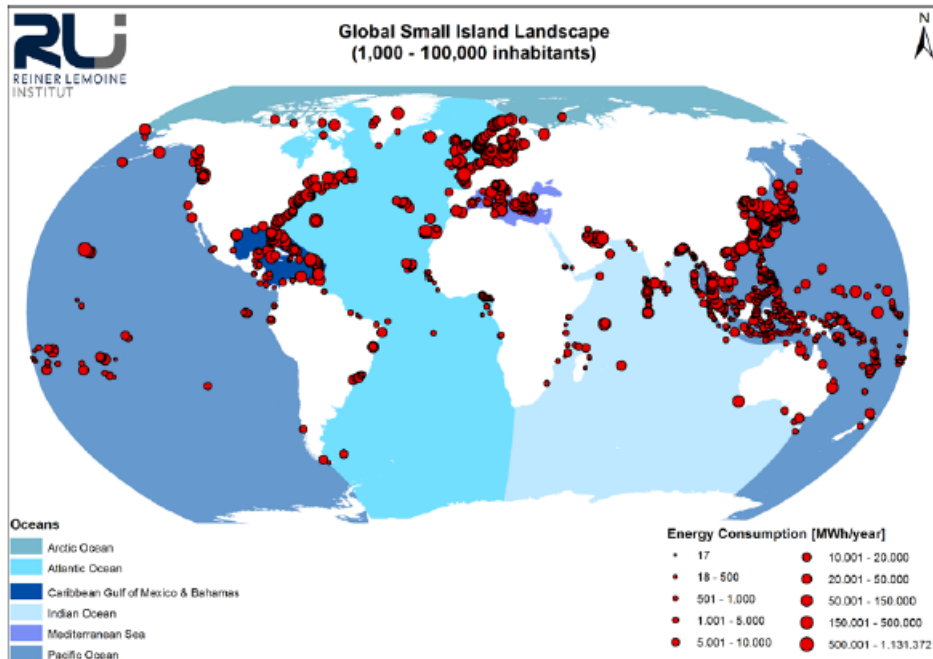 RLI
REINER LEMOINE
INSTITUT
Global Small Island Landscape
(1,000 - 100,000 inhabitants)
N
Oceans
Arctic Ocean
Atlantic Ocean
Caribbean Gulf of Mexico & Bahamas
Indian Ocean
Mediterranean Sea
Pacific Ocean
Energy Consumption [MWh/year]
17
18 - 500
501 - 1.000
1.001 - 5.000
5.001 - 10.000
10.001 - 20.000
20.001 - 50.000
50.001 - 150.000
150.001 - 500.000
500.001 - 1.131.372